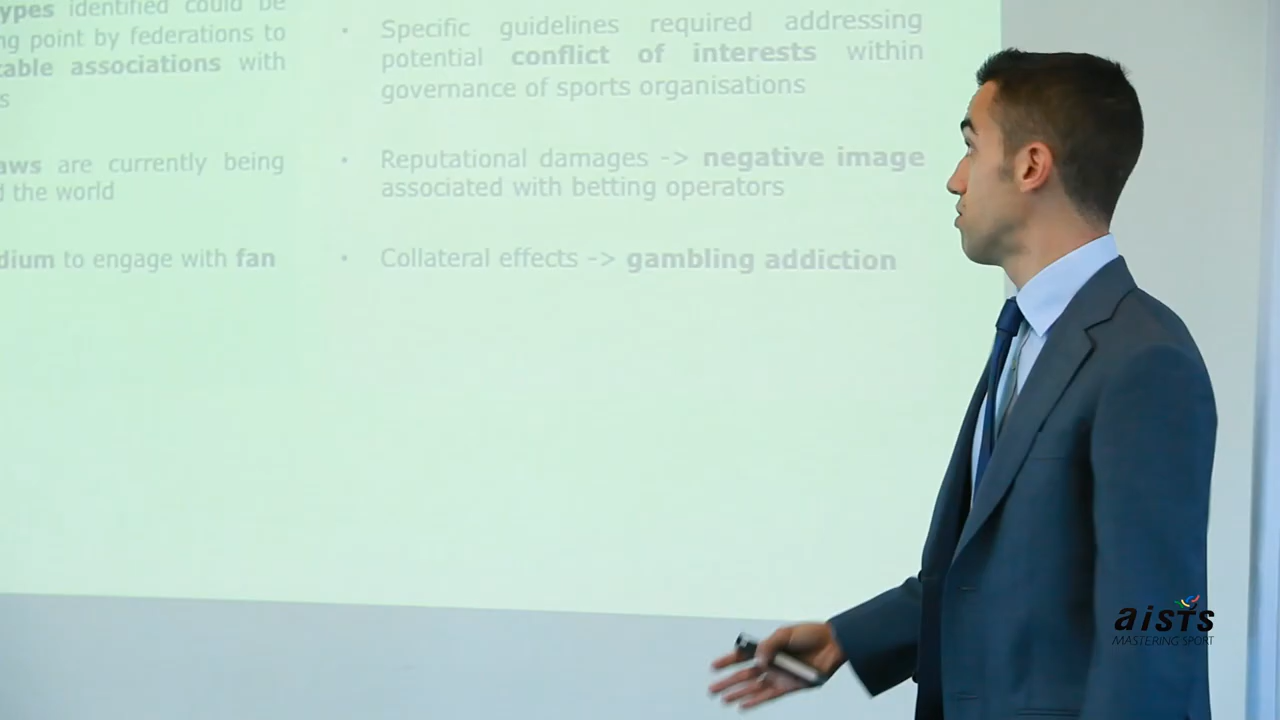 ypes identified could be
ng point by federations to
table associations with
s
aws are currently being
d the world
dium to engage with fan
• Specific guidelines required addressing
potential conflict of interests within
governance of sports organisations
• Reputational damages -> negative image
associated with betting operators
• Collateral effects -> gambling addiction
aists
MASTERING SPORT